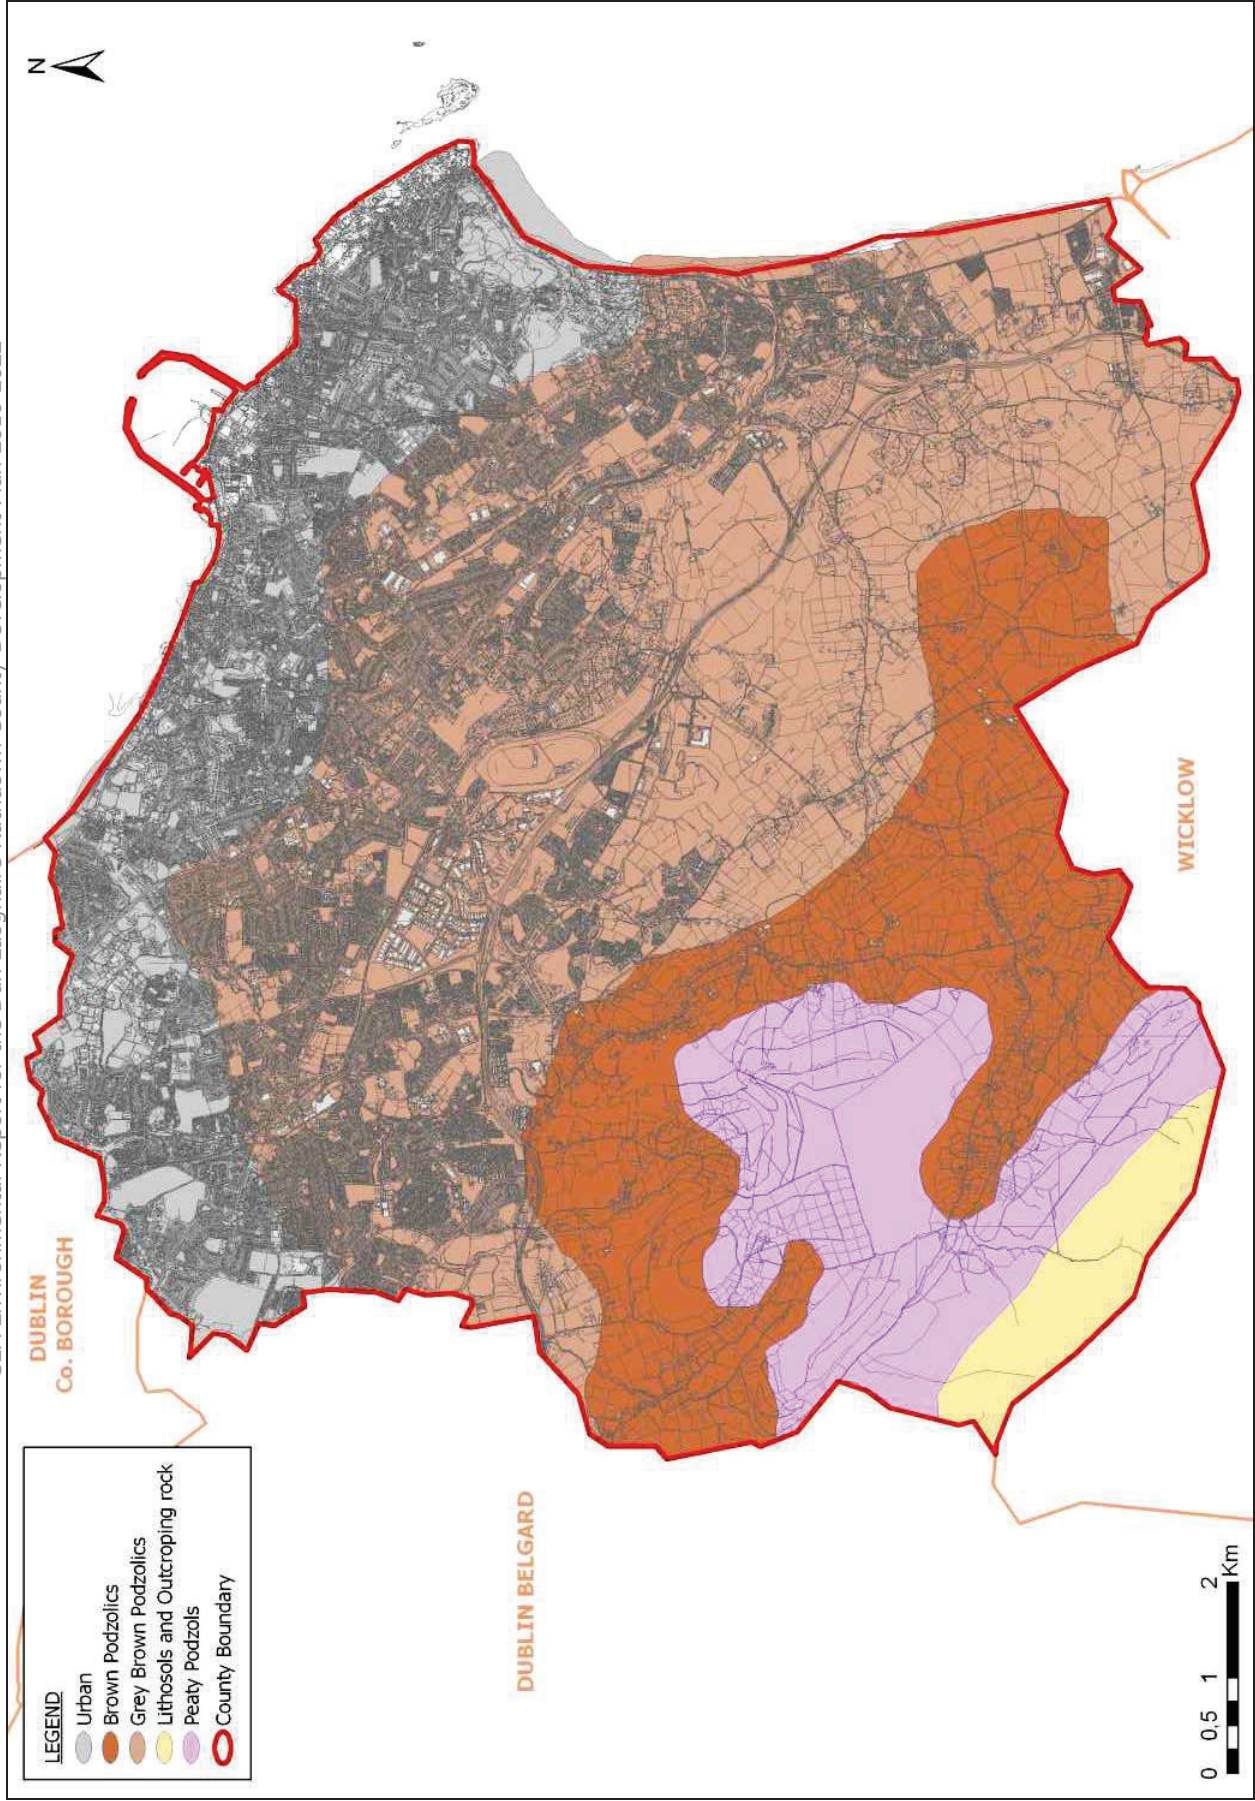 N
DUBLIN
Co. BOROUGH
DUBLIN BELGARD
WICKLOW
LEGEND
Urban
Brown Podzolics
Grey Brown Podzolics
Lithosols and Outcroping rock
Peaty Podzols
County Boundary
0 0,5 1 2
Km